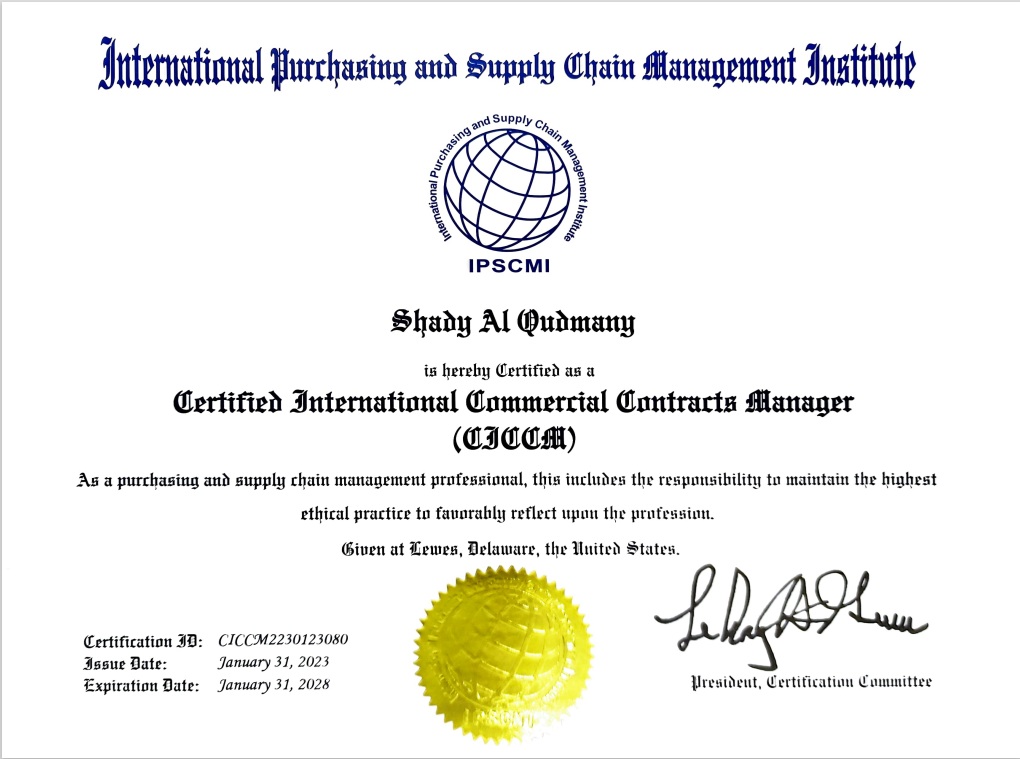 International Purchasing and Supply Chain Management Institute
International Purchasing and Supply Chain Management Institute
IPSCMI
Shady Al Qudmany
is hereby Certified as a
Certified International Commercial Contracts Manager
(CICCM)
As a purchasing and supply chain management professional, this includes the responsibility to maintain the highest
ethical practice to favorably reflect upon the profession.
Given at Lewes, Delaware, the United States.
Certification ID: CICCM2230123080
Issue Date: January 31, 2023
Expiration Date: January 31, 2028
President, Certification Committee